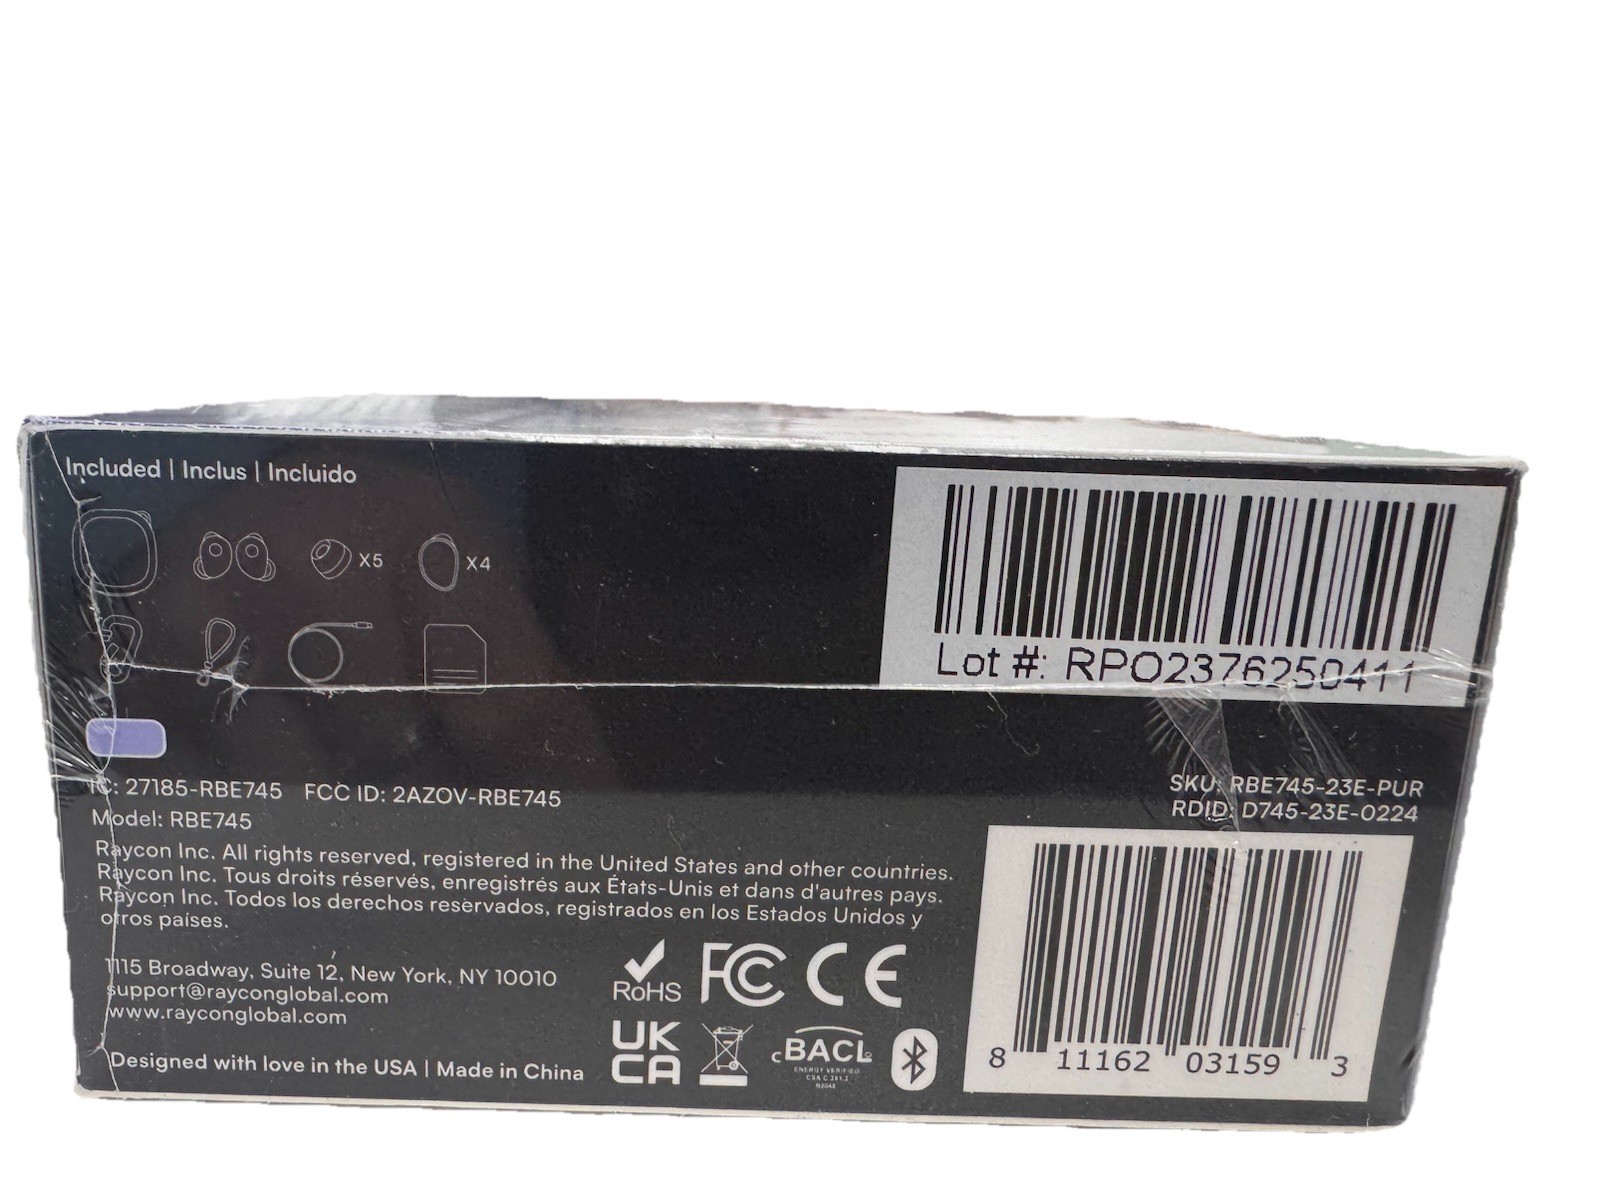 Included | Inclus | Incluido
X5
X4
Lot #: RPO2376250411
IC: 27185-RBE745 FCC ID: 2AZOV-RBE745
Model: RBE745
SKU: RBE745-23E-PUR
RDID: D745-23E-0224
Raycon Inc. All rights reserved, registered in the United States and other countries.
Raycon Inc. Tous droits réservés, enregistrés aux États-Unis et dans d'autres pays.
Raycon Inc. Todos los derechos reservados, registrados en los Estados Unidos y
otros países.
1115 Broadway, Suite 12, New York, NY 10010
support@rayconglobal.com
www.rayconglobal.com
Designed with love in the USA | Made in China
RoHS
FC CE
UK
CA
cBACL
ENERGY VERIFIED
8 11162 03159 3